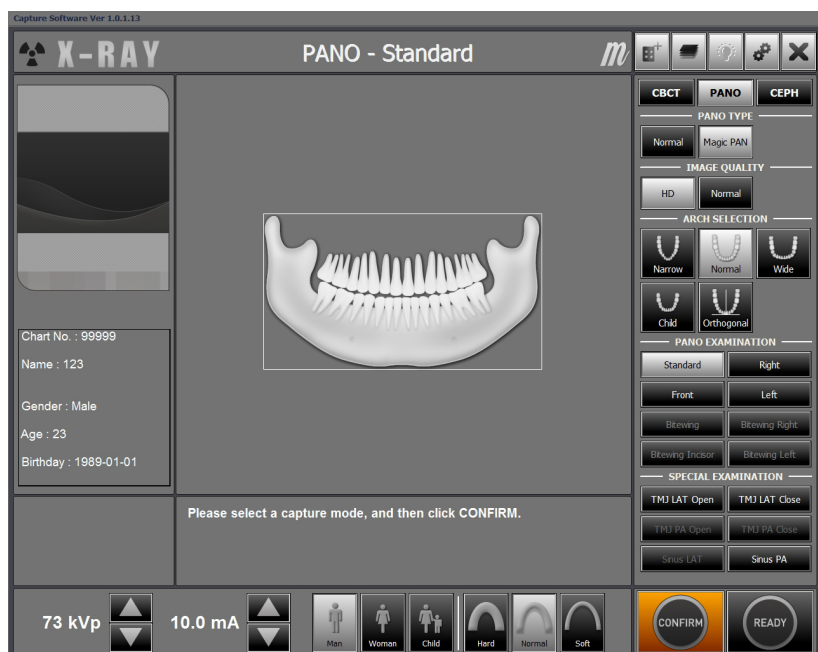 Capture Software Ver 1.0.1.13
X-RAY
PANO - Standard
m
CBCT PANO CEPH
PANO TYPE
Normal Magic PAN
IMAGE QUALITY
HD Normal
ARCH SELECTION
Narrow Normal Wide
Child Orthogonal
PANO EXAMINATION
Standard Right
Front Left
Bitewing Bitewing Right
Bitewing Incisor Bitewing Left
SPECIAL EXAMINATION
TMJ LAT Open TMJ LAT Close
TMJ PA Open TMJ PA Close
Sinus LAT Sinus PA
Chart No. : 99999
Name : 123
Gender : Male
Age : 23
Birthday : 1989-01-01
Please select a capture mode, and then click CONFIRM.
73 kVp 10.0 mA
Man Woman Child Hard Normal Soft
CONFIRM READY